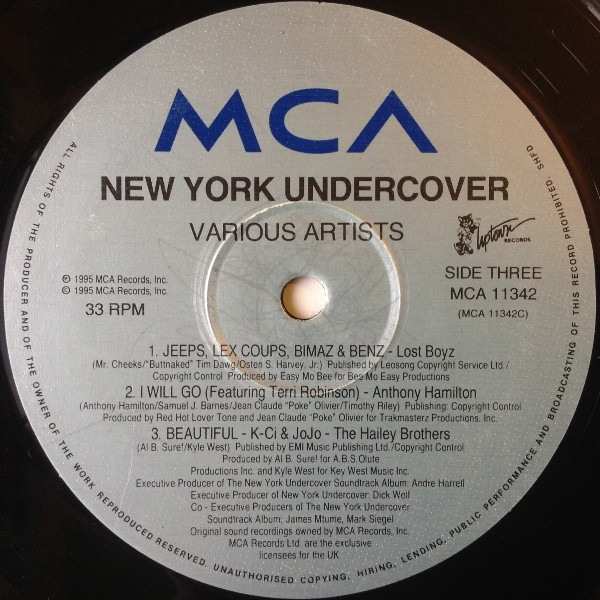 MCA
NEW YORK UNDERCOVER
VARIOUS ARTISTS
Uptown
RECORDS
℗ 1995 MCA Records, Inc.
© 1995 MCA Records, Inc.
33 RPM
SIDE THREE
MCA 11342
(MCA 11342C)
1. JEEPS, LEX COUPS, BIMAZ & BENZ - Lost Boyz
(Mr. Cheeks/"Buttnaked" Tim Dawg/Osten S. Harvey, Jr.) Published by Leosong Copyright Service Ltd./
Copyright Control Produced by Easy Mo Bee for Bee Mo Easy Productions
2. I WILL GO (Featuring Terri Robinson) - Anthony Hamilton
(Anthony Hamilton/Samuel J. Barnes/Jean Claude "Poke" Olivier/Timothy Riley) Publishing: Copyright Control
Produced by Red Hot Lover Tone and Jean Claude "Poke" Olivier for Trakmasterz Productions, Inc.
3. BEAUTIFUL - K-Ci & JoJo - The Hailey Brothers
(Al B. Sure!/Kyle West) Published by EMI Music Publishing Ltd./Copyright Control
Produced by Al B. Sure! for A.B.S.Olute
Productions Inc. and Kyle West for Key West Music Inc.
Executive Producer of The New York Undercover Soundtrack Album: Andre Harrell
Executive Producer of New York Undercover: Dick Wolf
Co - Executive Producers of The New York Undercover
Soundtrack Album: James Mtume, Mark Siegel
Original sound recordings owned by MCA Records, Inc.
MCA Records Ltd. are the exclusive
licensees for the UK
ALL RIGHTS OF THE PRODUCER AND OF THE OWNER OF THE WORK REPRODUCED RESERVED. UNAUTHORISED COPYING, HIRING, LENDING, PUBLIC PERFORMANCE AND BROADCASTING OF THIS RECORD PROHIBITED. SHFD